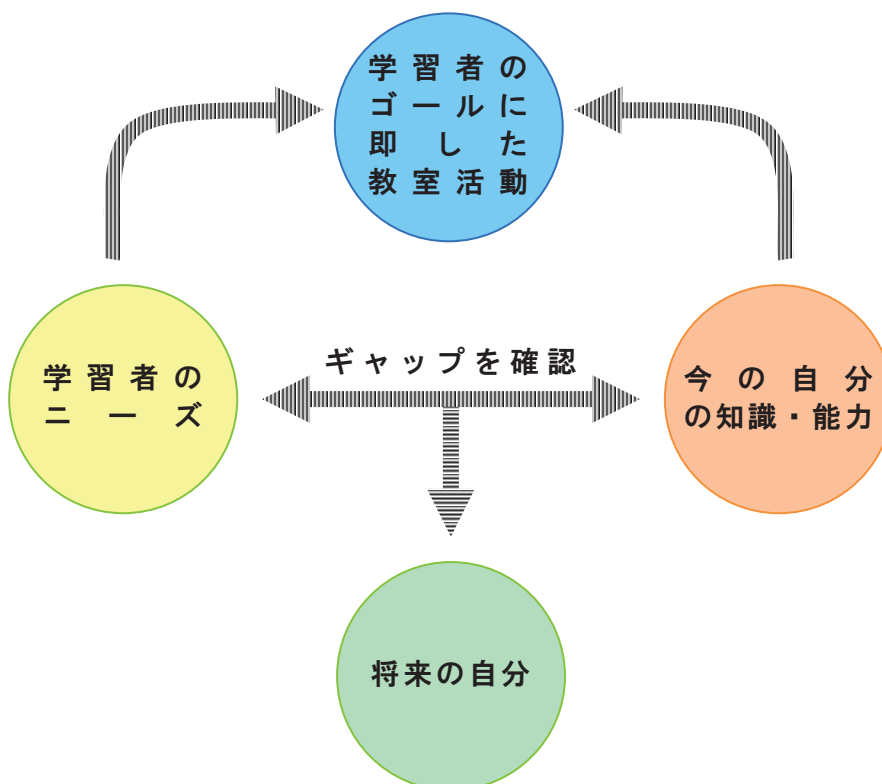 学習者の
ゴールに
即した
教室活動
ギャップを確認
学習者の
ニーズ
今の自分
の知識・能力
将来の自分